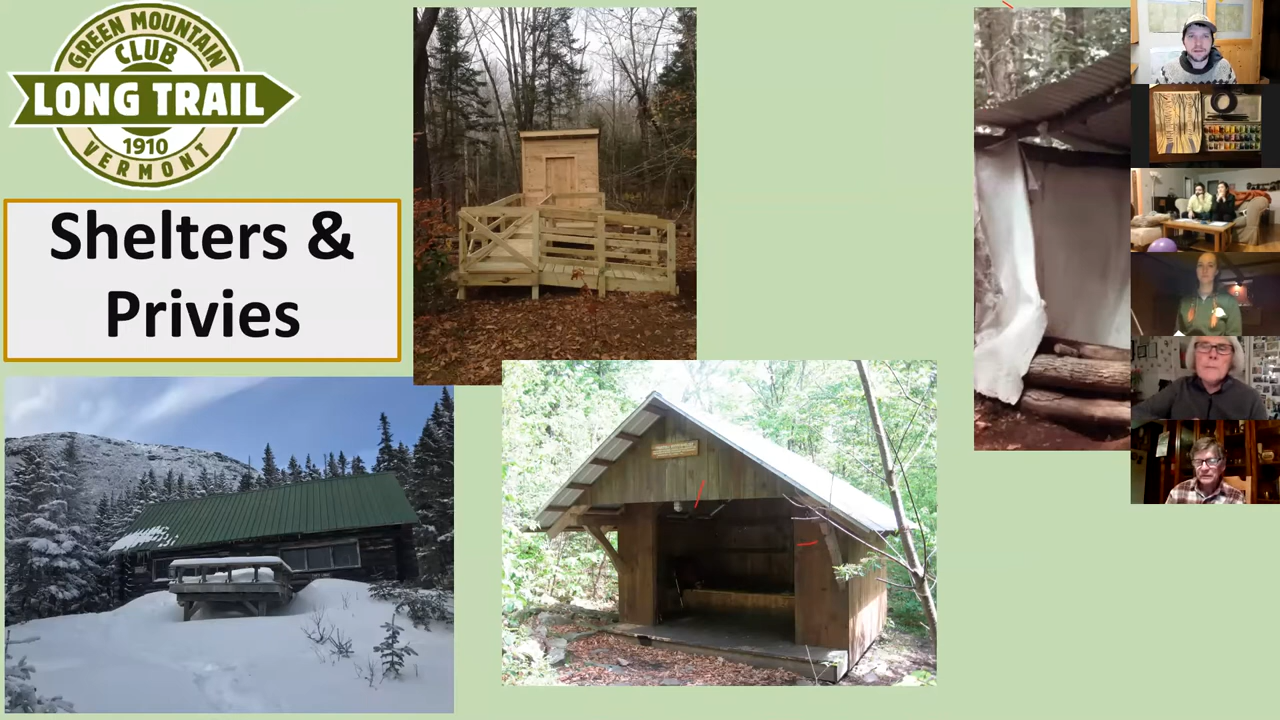 GREEN MOUNTAIN
CLUB
LONG TRAIL
1910
VERMONT
Shelters &
Privies